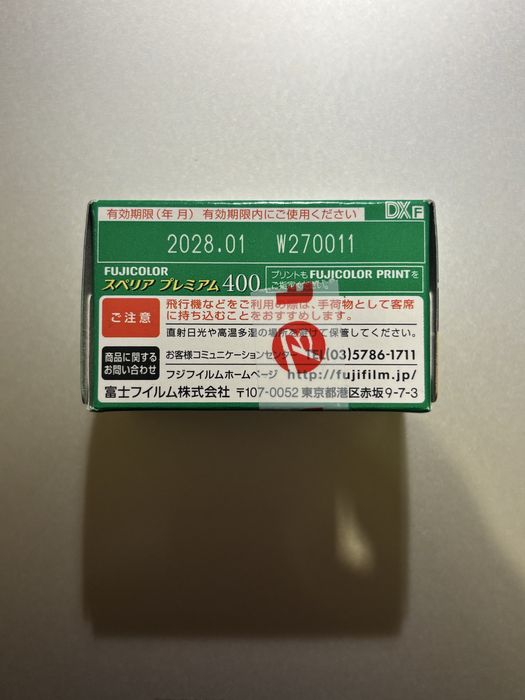 有効期限(年月) 有効期限内にご使用ください
DX F
2028.01 W270011
FUJICOLOR
スペリア プレミアム 400
プリントも FUJICOLOR PRINT を
ご指定ください。
ご注意
飛行機などをご利用の際は、手荷物として客席
に持ち込むことをおすすめします。
直射日光や高温多湿の場所を避けて保管してください。
商品に関する
お問い合わせ
お客様コミュニケーションセンター TEL(03)5786-1711
フジフイルムホームページ http://fujifilm.jp/
富士フイルム株式会社 〒107-0052 東京都港区赤坂9-7-3